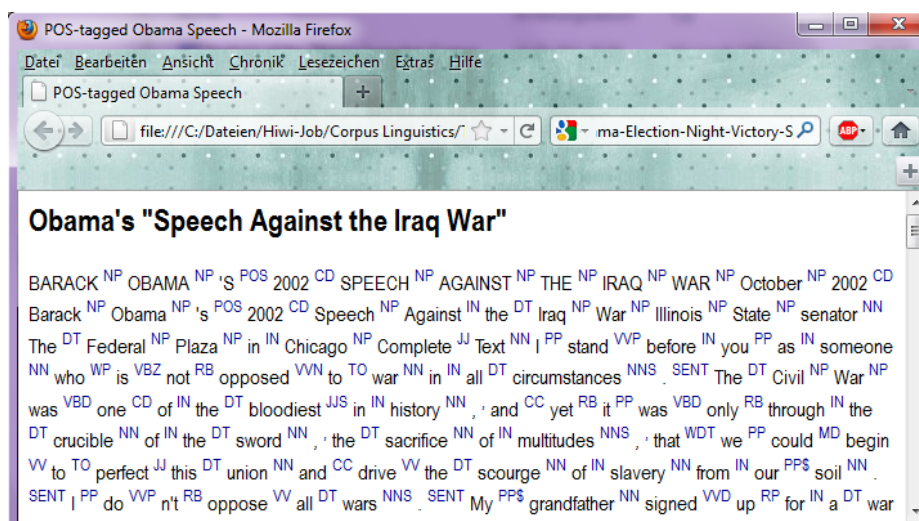 POS-tagged Obama Speech - Mozilla Firefox
Datei Bearbeiten Ansicht Chronik Lesezeichen Extras Hilfe
POS-tagged Obama Speech +
file:///C:/Dateien/Hiwi-Job/Corpus Linguistics/ ma-Election-Night-Victory-S ABP
Obama's "Speech Against the Iraq War"
BARACK NP OBAMA NP 'S POS 2002 CD SPEECH NP AGAINST NP THE NP IRAQ NP WAR NP October NP 2002 CD
Barack NP Obama NP 's POS 2002 CD Speech NP Against IN the DT Iraq NP War NP Illinois NP State NP senator NN
The DT Federal NP Plaza NP in IN Chicago NP Complete JJ Text NN I PP stand VVP before IN you PP as IN someone
NN who WP is VBZ not RB opposed VVN to TO war NN in IN all DT circumstances NNS . SENT The DT Civil NP War NP
was VBD one CD of IN the DT bloodiest JJS in IN history NN , , and CC yet RB it PP was VBD only RB through IN the
DT crucible NN of IN the DT sword NN , , the DT sacrifice NN of IN multitudes NNS , , that WDT we PP could MD begin
VV to TO perfect JJ this DT union NN and CC drive VV the DT scourge NN of IN slavery NN from IN our PP$ soil NN .
SENT I PP do VVP n't RB oppose VV all DT wars NNS . SENT My PP$ grandfather NN signed VVD up RP for IN a DT war